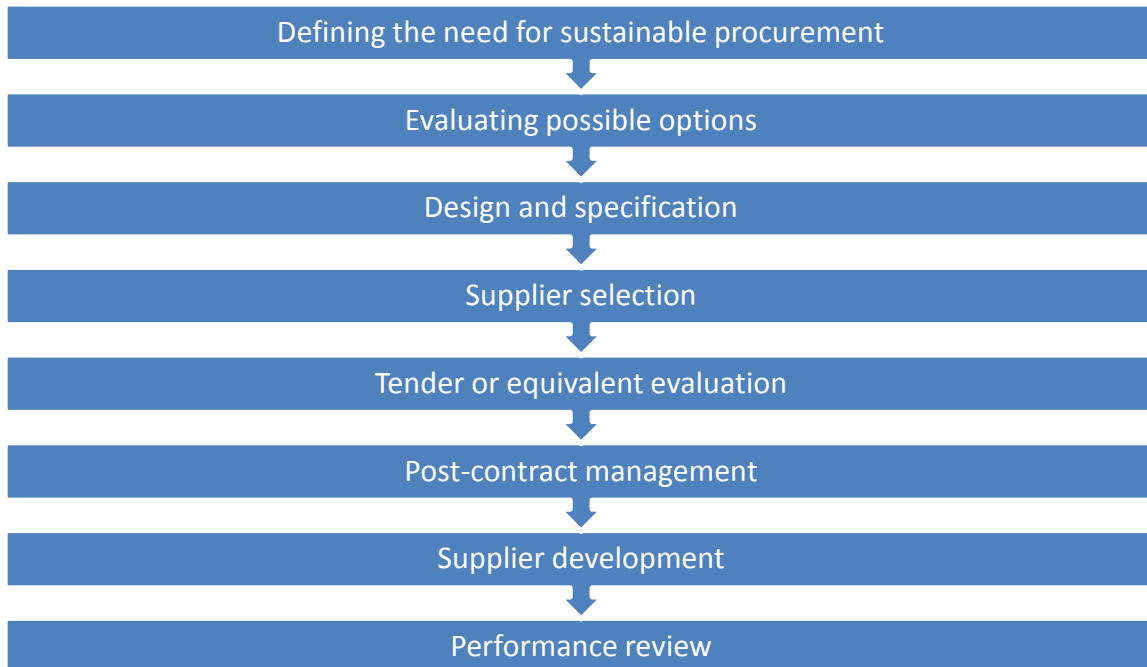 Defining the need for sustainable procurement
Evaluating possible options
Design and specification
Supplier selection
Tender or equivalent evaluation
Post-contract management
Supplier development
Performance review